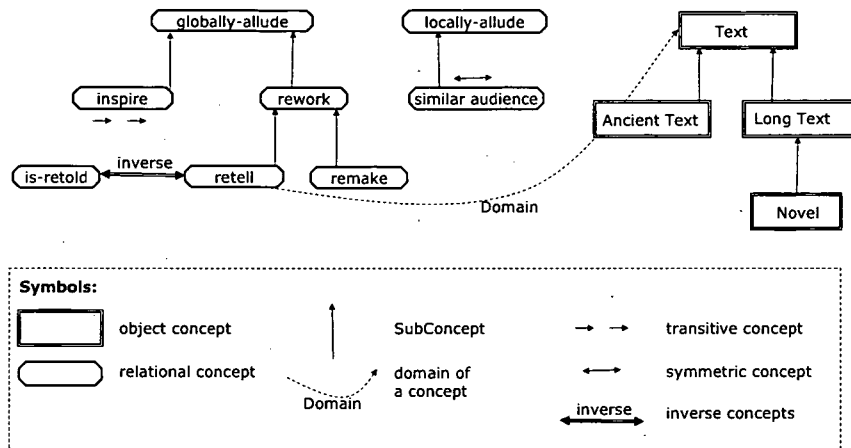 globally-allude
locally-allude
Text
inspire
rework
similar audience
Ancient Text
Long Text
inverse
is-retold
retell
remake
Domain
Novel
Symbols:
object concept
SubConcept
transitive concept
relational concept
domain of
a concept
symmetric concept
Domain
inverse
inverse concepts